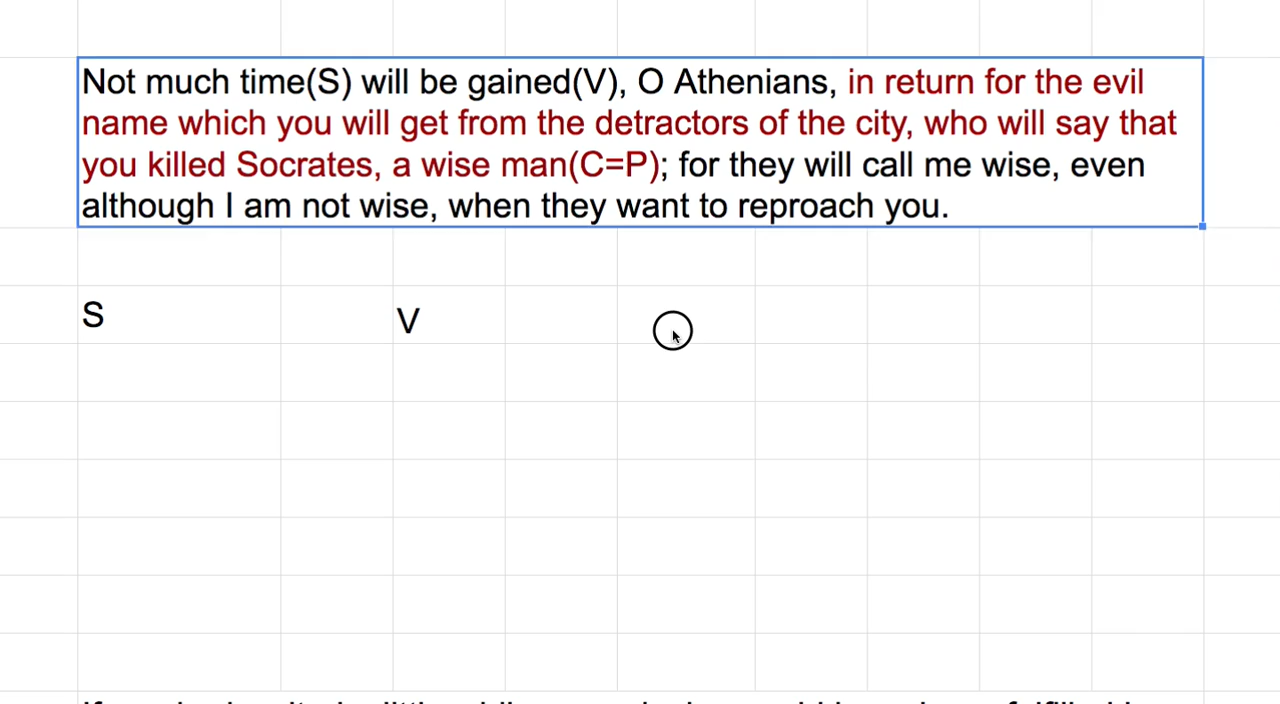 Not much time(S) will be gained(V), O Athenians, in return for the evil
name which you will get from the detractors of the city, who will say that
you killed Socrates, a wise man(C=P); for they will call me wise, even
although I am not wise, when they want to reproach you.
S V